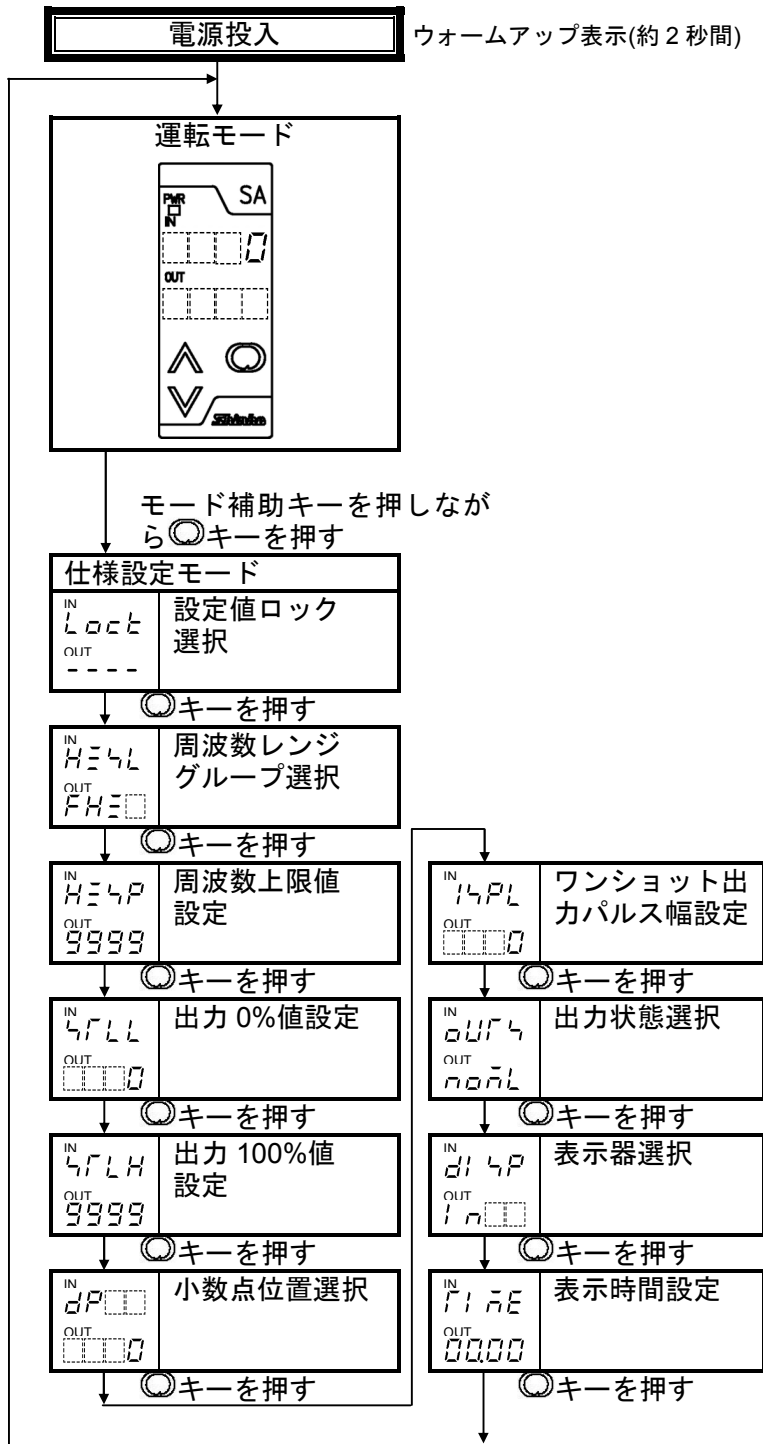 電源投入
ウォームアップ表示(約2秒間)
運転モード
SA
PWR
IN
0
OUT
Shinko
モード補助キーを押しなが
らキーを押す
仕様設定モード
IN
Lock
OUT
----
設定値ロック
選択
キーを押す
IN
OUT
周波数レンジ
グループ選択
キーを押す
IN
OUT
9999
周波数上限値
設定
キーを押す
IN
OUT
0
出力 0%値設定
キーを押す
IN
OUT
9999
出力 100%値
設定
キーを押す
IN
dP
OUT
0
小数点位置選択
キーを押す
IN
OUT
0
ワンショット出
力パルス幅設定
キーを押す
IN
OUT
出力状態選択
キーを押す
IN
OUT
表示器選択
キーを押す
IN
OUT
00.00
表示時間設定
キーを押す